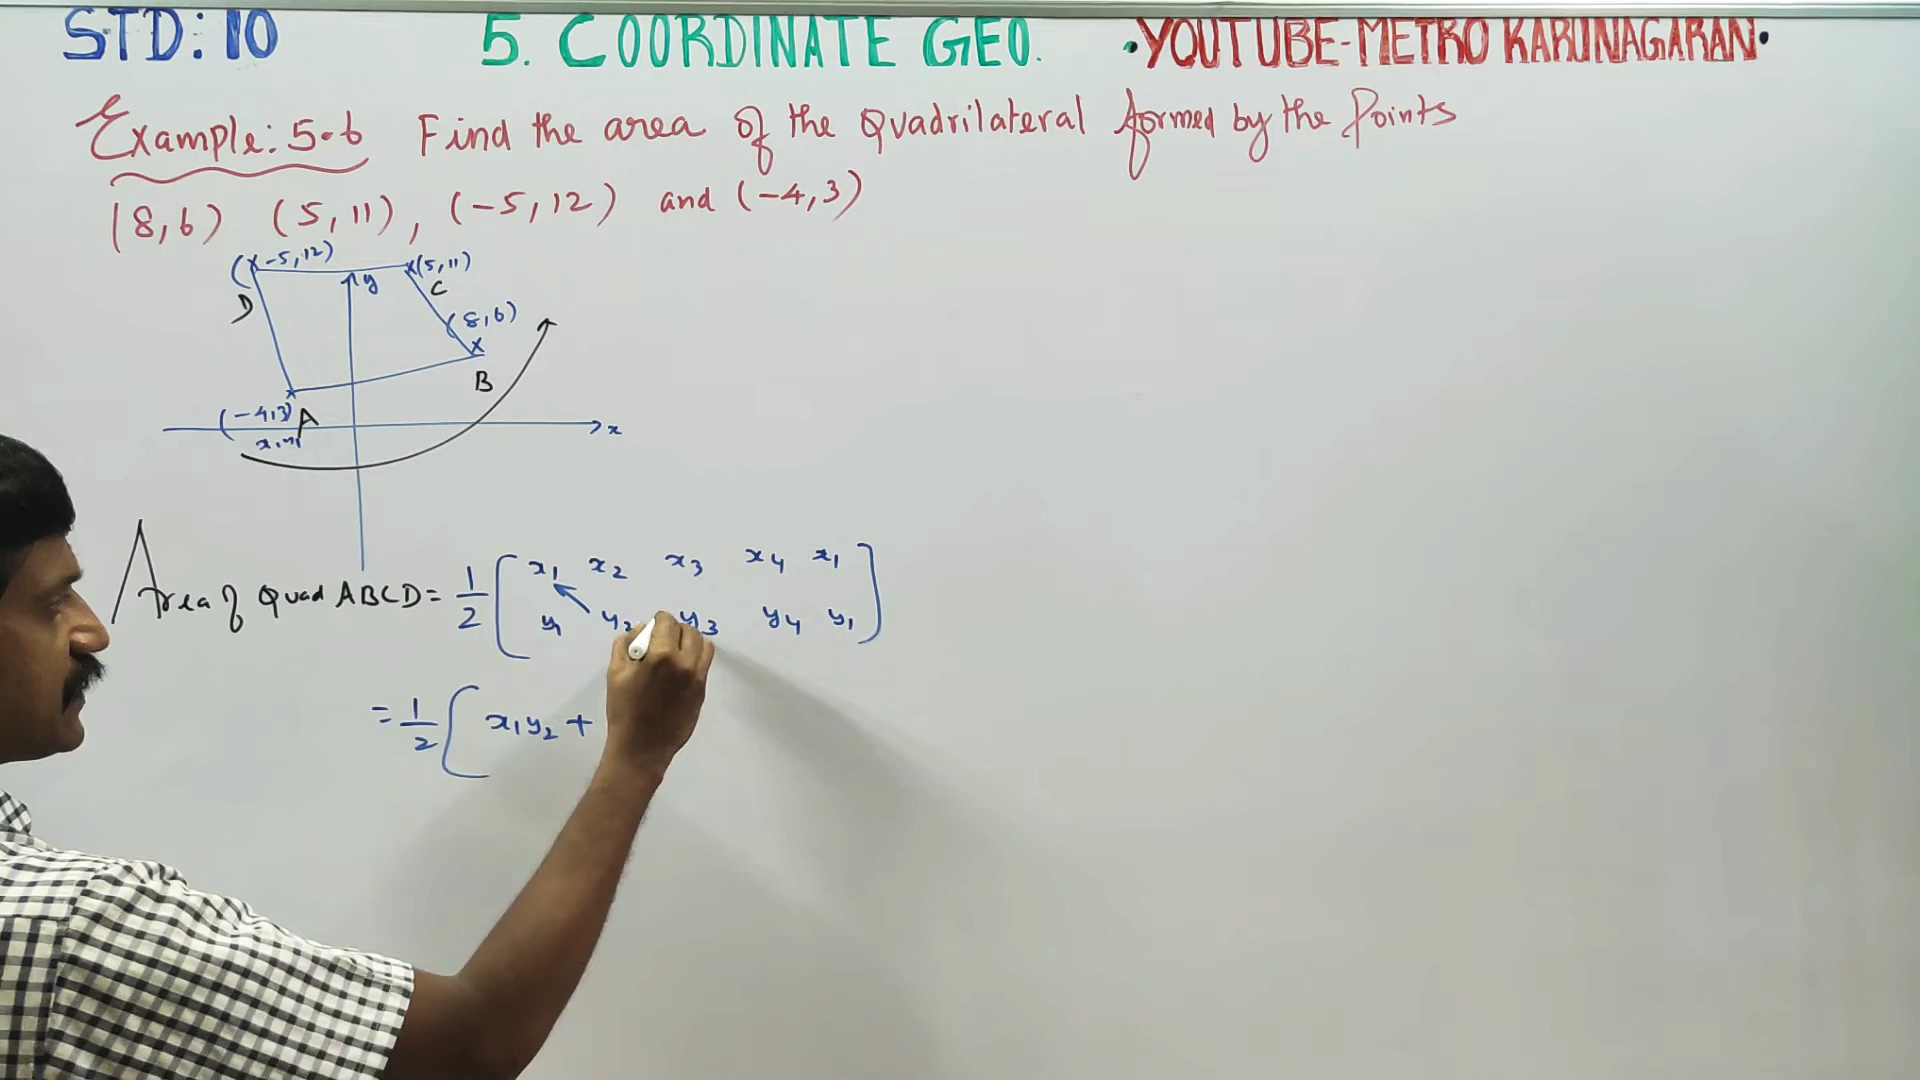 STD: 10 5. COORDINATE GEO. •YOUTUBE-METRO KARUNAGARAN•
Example: 5.6 Find the area of the Quadrilateral formed by the Points
(8,6) (5,11), (-5,12) and (-4,3)
(-5,12) (5,11)
y
D C
(8,6)
B
(-4,3) A
x
Area of Quad ABCD = 1/2 [ x₁ x₂ x₃ x₄ x₁
y₁ y₂ y₃ y₄ y₁ ]
= 1/2 [ x₁y₂ +